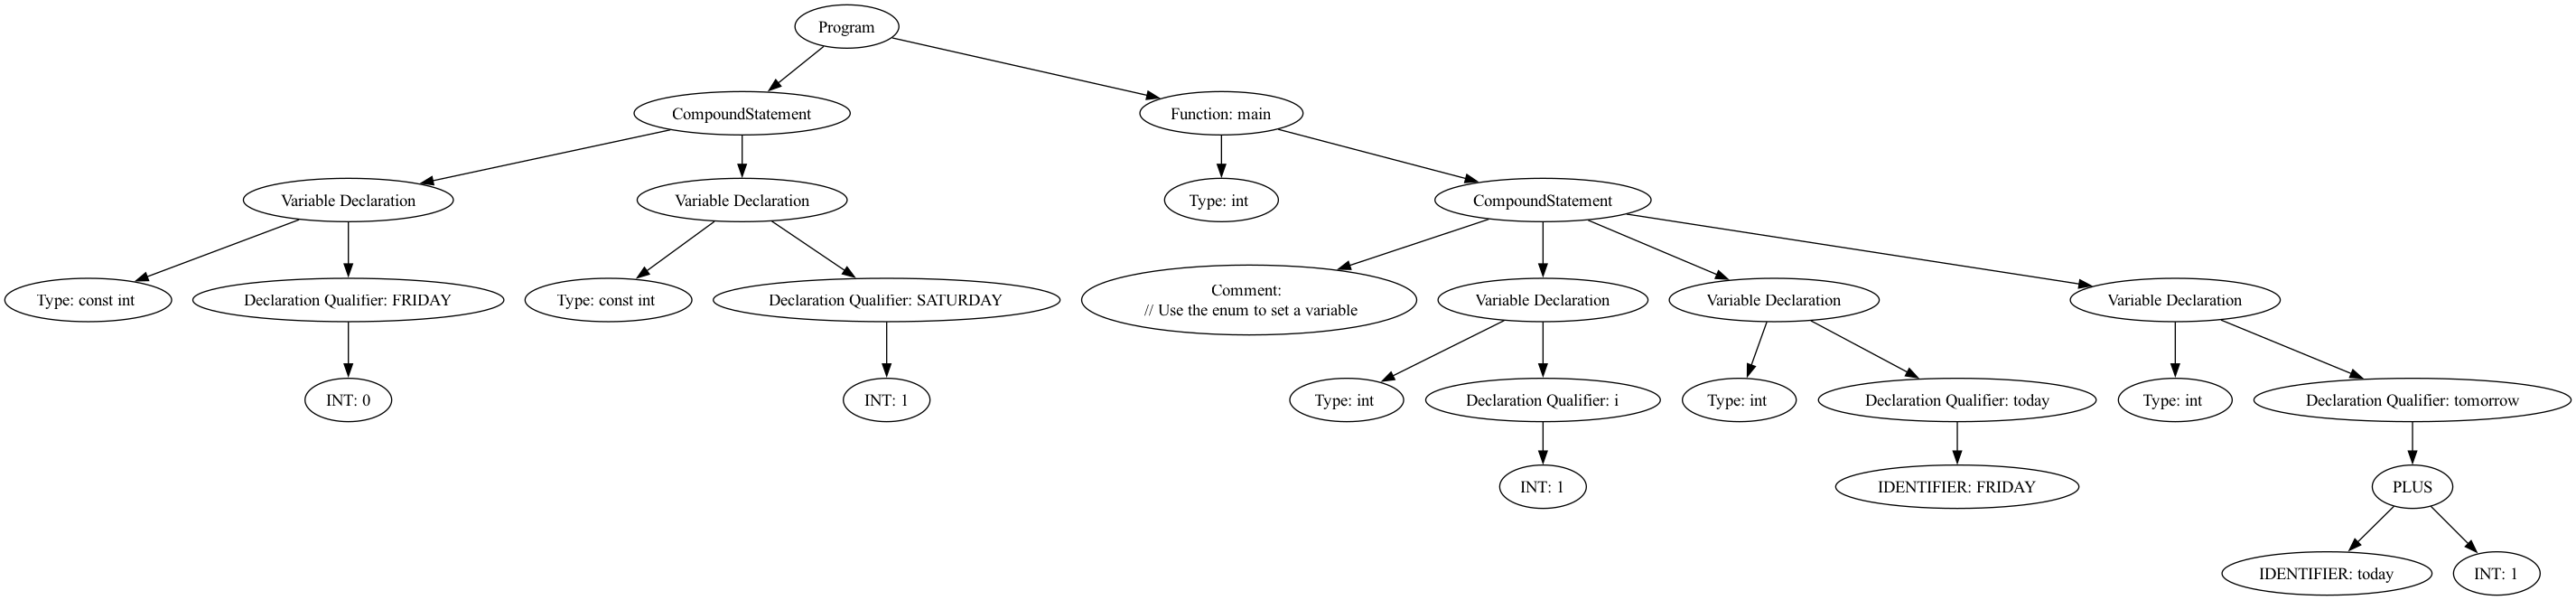 Program
CompoundStatement
Function: main
Variable Declaration
Variable Declaration
Type: int
CompoundStatement
Type: const int
Declaration Qualifier: FRIDAY
Type: const int
Declaration Qualifier: SATURDAY
Comment:
// Use the enum to set a variable
Variable Declaration
Variable Declaration
Variable Declaration
INT: 0
INT: 1
Type: int
Declaration Qualifier: i
Type: int
Declaration Qualifier: today
Type: int
Declaration Qualifier: tomorrow
INT: 1
IDENTIFIER: FRIDAY
PLUS
IDENTIFIER: today
INT: 1